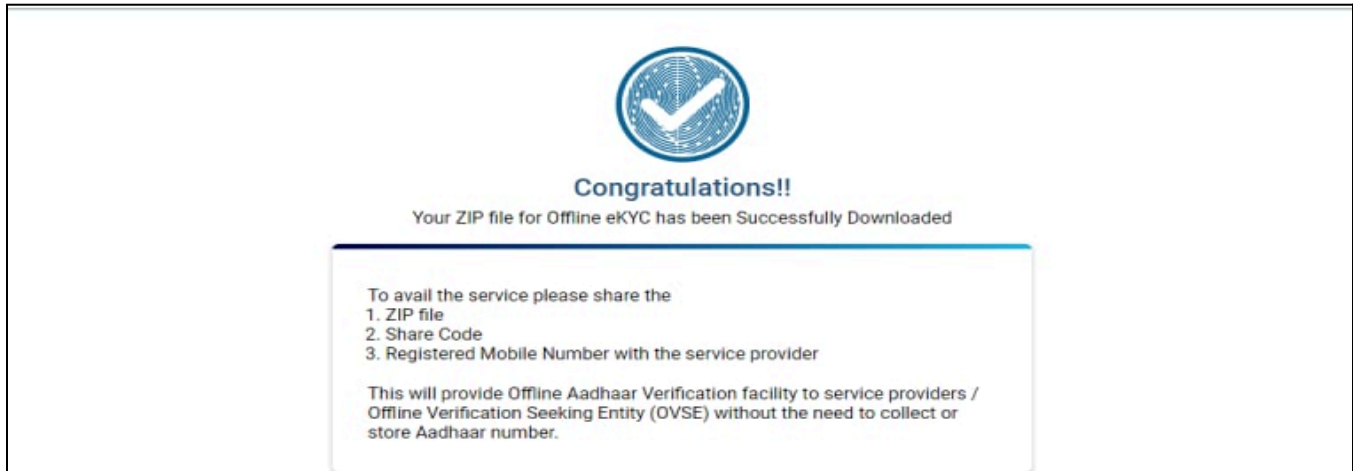 Congratulations!!
Your ZIP file for Offline eKYC has been Successfully Downloaded
To avail the service please share the
1. ZIP file
2. Share Code
3. Registered Mobile Number with the service provider
This will provide Offline Aadhaar Verification facility to service providers /
Offline Verification Seeking Entity (OVSE) without the need to collect or
store Aadhaar number.